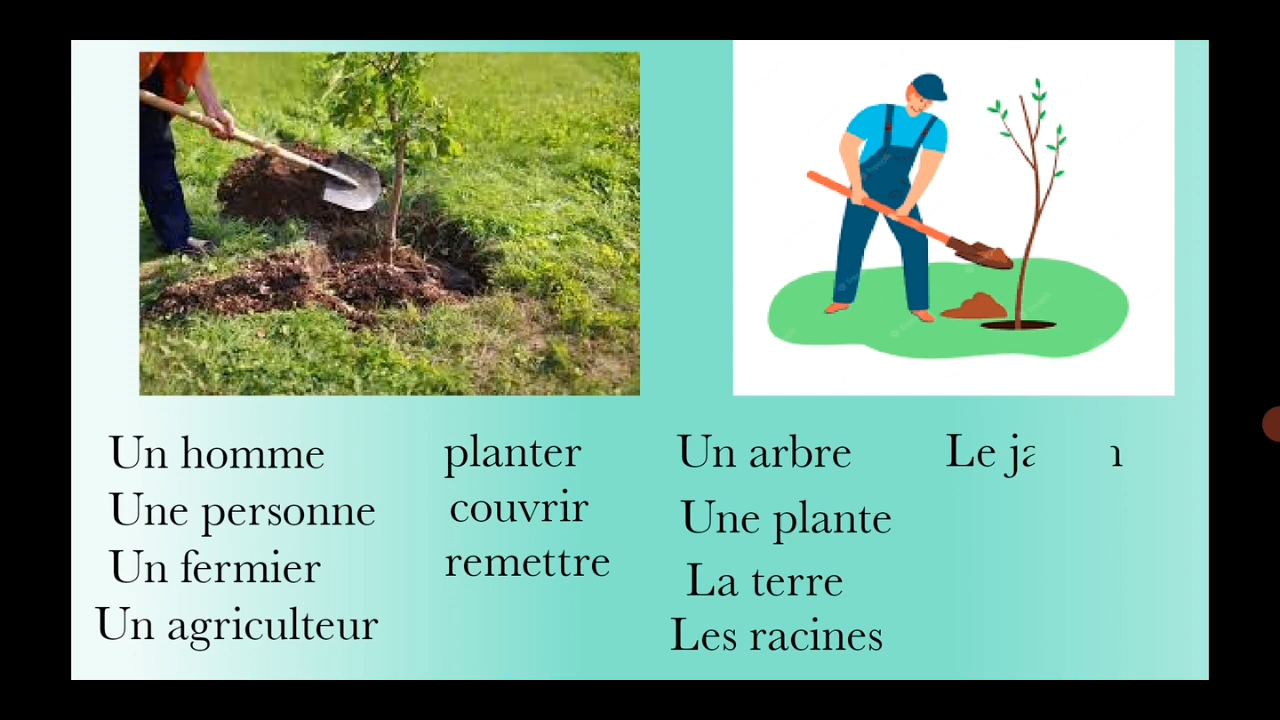 Un homme
Une personne
Un fermier
Un agriculteur
planter
couvrir
remettre
Un arbre
Une plante
La terre
Les racines
Le